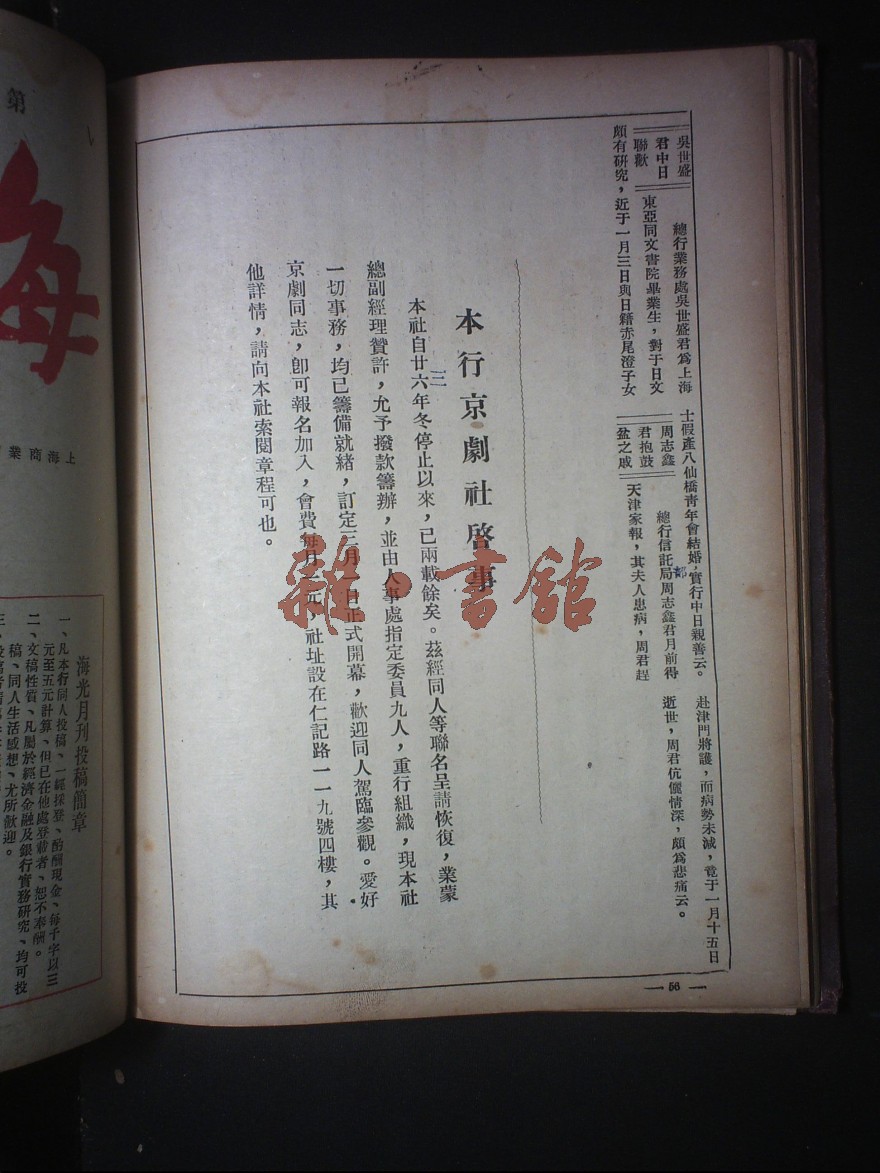 吳世盛
君中日
聯歡
總行業務處吳世盛君爲上海
東亞同文書院畢業生，對于日文
頗有研究，近于一月三日與日籍赤尾澄子女
士假產八仙橋靑年會結婚，實行中日親善云。
周志鑫
君抱鼓
盆之戚
總行信託局周志鑫君月前得
都
天津家報，其夫人患病，周君趕
赴津門將護，而病勢未減，竟于一月十五日
逝世，周君伉儷情深，頗爲悲痛云。
本行京劇社啓事
本社自廿六年冬停止以來，已兩載餘矣。茲經同人等聯名呈請恢復，業蒙
三
總副經理贊許，允予撥款籌辦，並由人事處指定委員九人，重行組織，現本社
一切事務，均已籌備就緒，訂定三月日正式開幕，歡迎同人駕臨參觀。愛好
京劇同志，卽可報名加入，會費每月元，社址設在仁記路一一九號四樓，其
他詳情，請向本社索閱章程可也。
— 56 —
雜·書館
第
海
上海商業
海光月刊投稿簡章
一、凡本行同人投稿、一經採登、酌酬現金、每千字以三
元至五元計算、但已在他處登載者、恕不奉酬。
二、文稿性質、凡屬於經濟金融及銀行實務硏究、均可投
稿、同人生活感想、尤所歡迎。